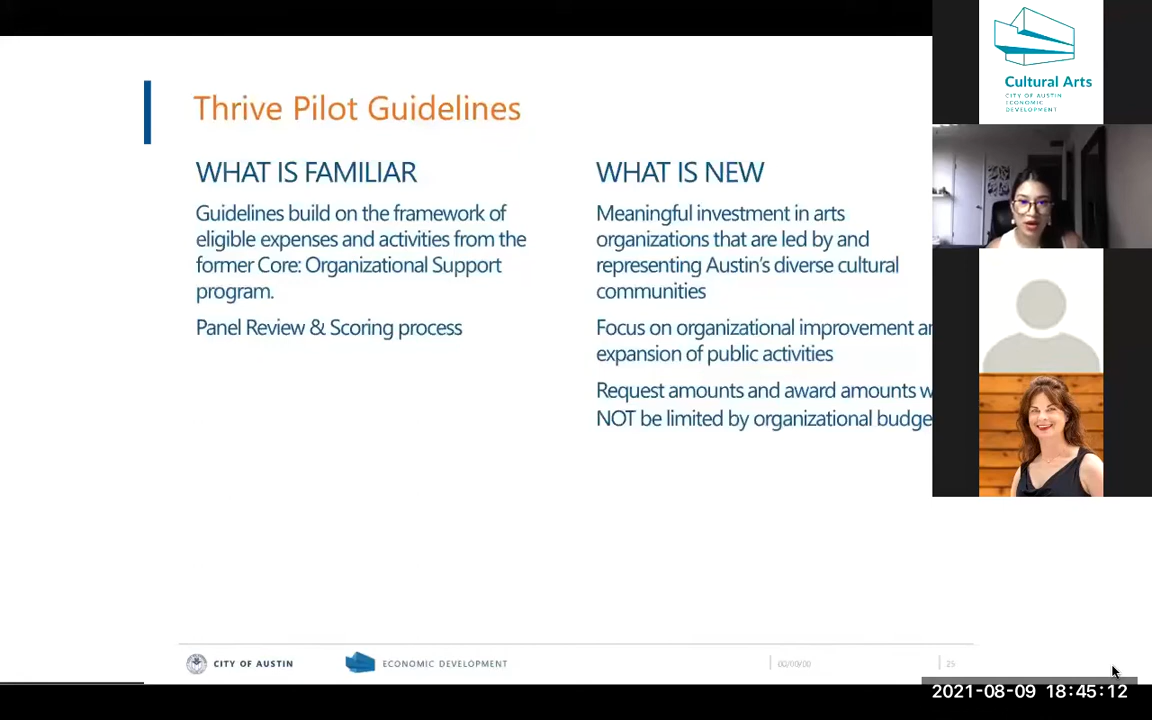 Thrive Pilot Guidelines
WHAT IS FAMILIAR
Guidelines build on the framework of
eligible expenses and activities from the
former Core: Organizational Support
program.
Panel Review & Scoring process
WHAT IS NEW
Meaningful investment in arts
organizations that are led by and
representing Austin's diverse cultural
communities
Focus on organizational improvement
expansion of public activities
Request amounts and award amounts
NOT be limited by organizational
Cultural Arts
CITY OF AUSTIN
ECONOMIC
DEVELOPMENT
CITY OF AUSTIN
ECONOMIC DEVELOPMENT
00/00/00
25
2021-08-09 18:45:12